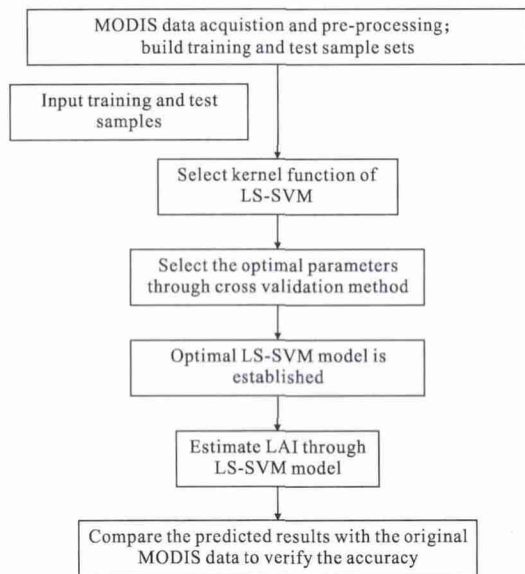 MODIS data acquistion and pre-processing;
build training and test sample sets
Input training and test
samples
Select kernel function of
LS-SVM
Select the optimal parameters
through cross validation method
Optimal LS-SVM model is
established
Estimate LAI through
LS-SVM model
Compare the predicted results with the original
MODIS data to verify the accuracy